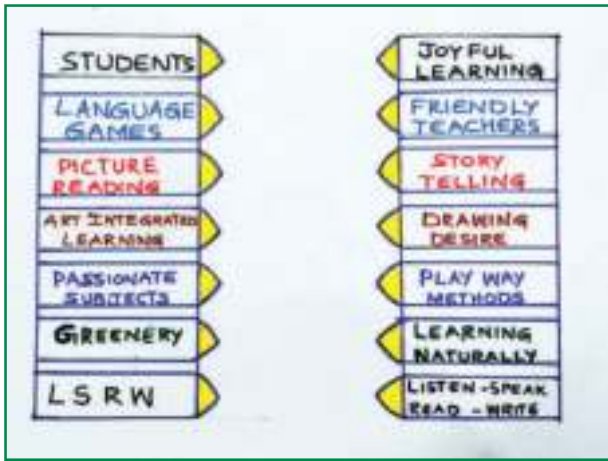 STUDENTS
LANGUAGE
GAMES
PICTURE
READING
ART INTEGRATED
LEARNING
PASSIONATE
SUBJECTS
GREENERY
L S R W
JOYFUL
LEARNING
FRIENDLY
TEACHERS
STORY
TELLING
DRAWING
DESIRE
PLAY WAY
METHODS
LEARNING
NATURALLY
LISTEN - SPEAK
READ - WRITE